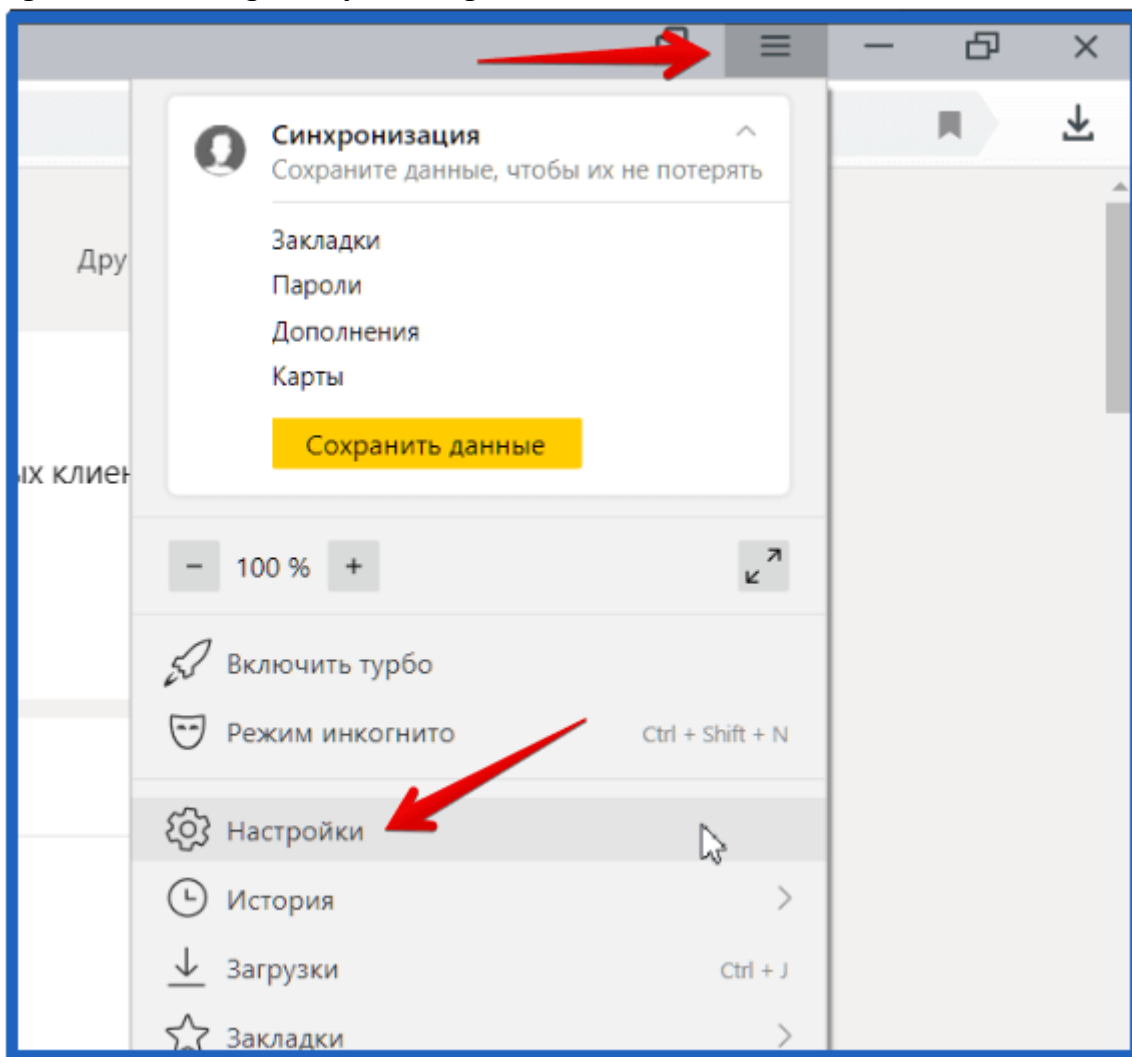 Синхронизация
Сохраните данные, чтобы их не потерять
Дру
Закладки
Пароли
Дополнения
Карты
Сохранить данные
ых клиен
− 100 % +
Включить турбо
Режим инкогнито Ctrl + Shift + N
Настройки
История
Загрузки Ctrl + J
Закладки